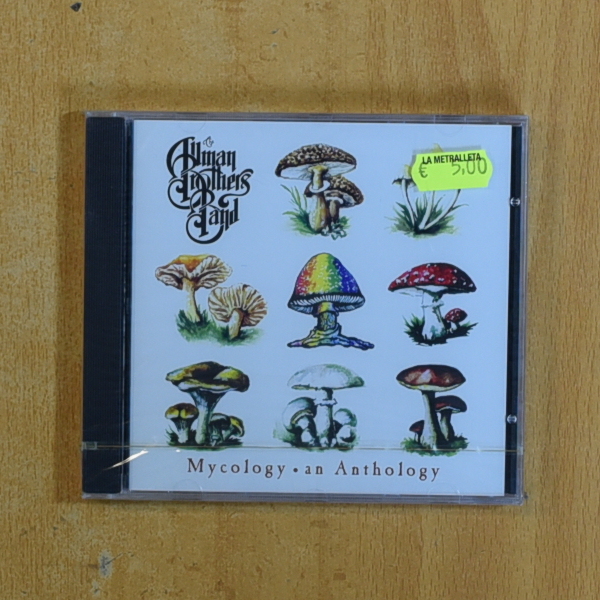 The
Allman
Brothers
Band
LA METRALLETA
€ 5,00
Mycology • an Anthology